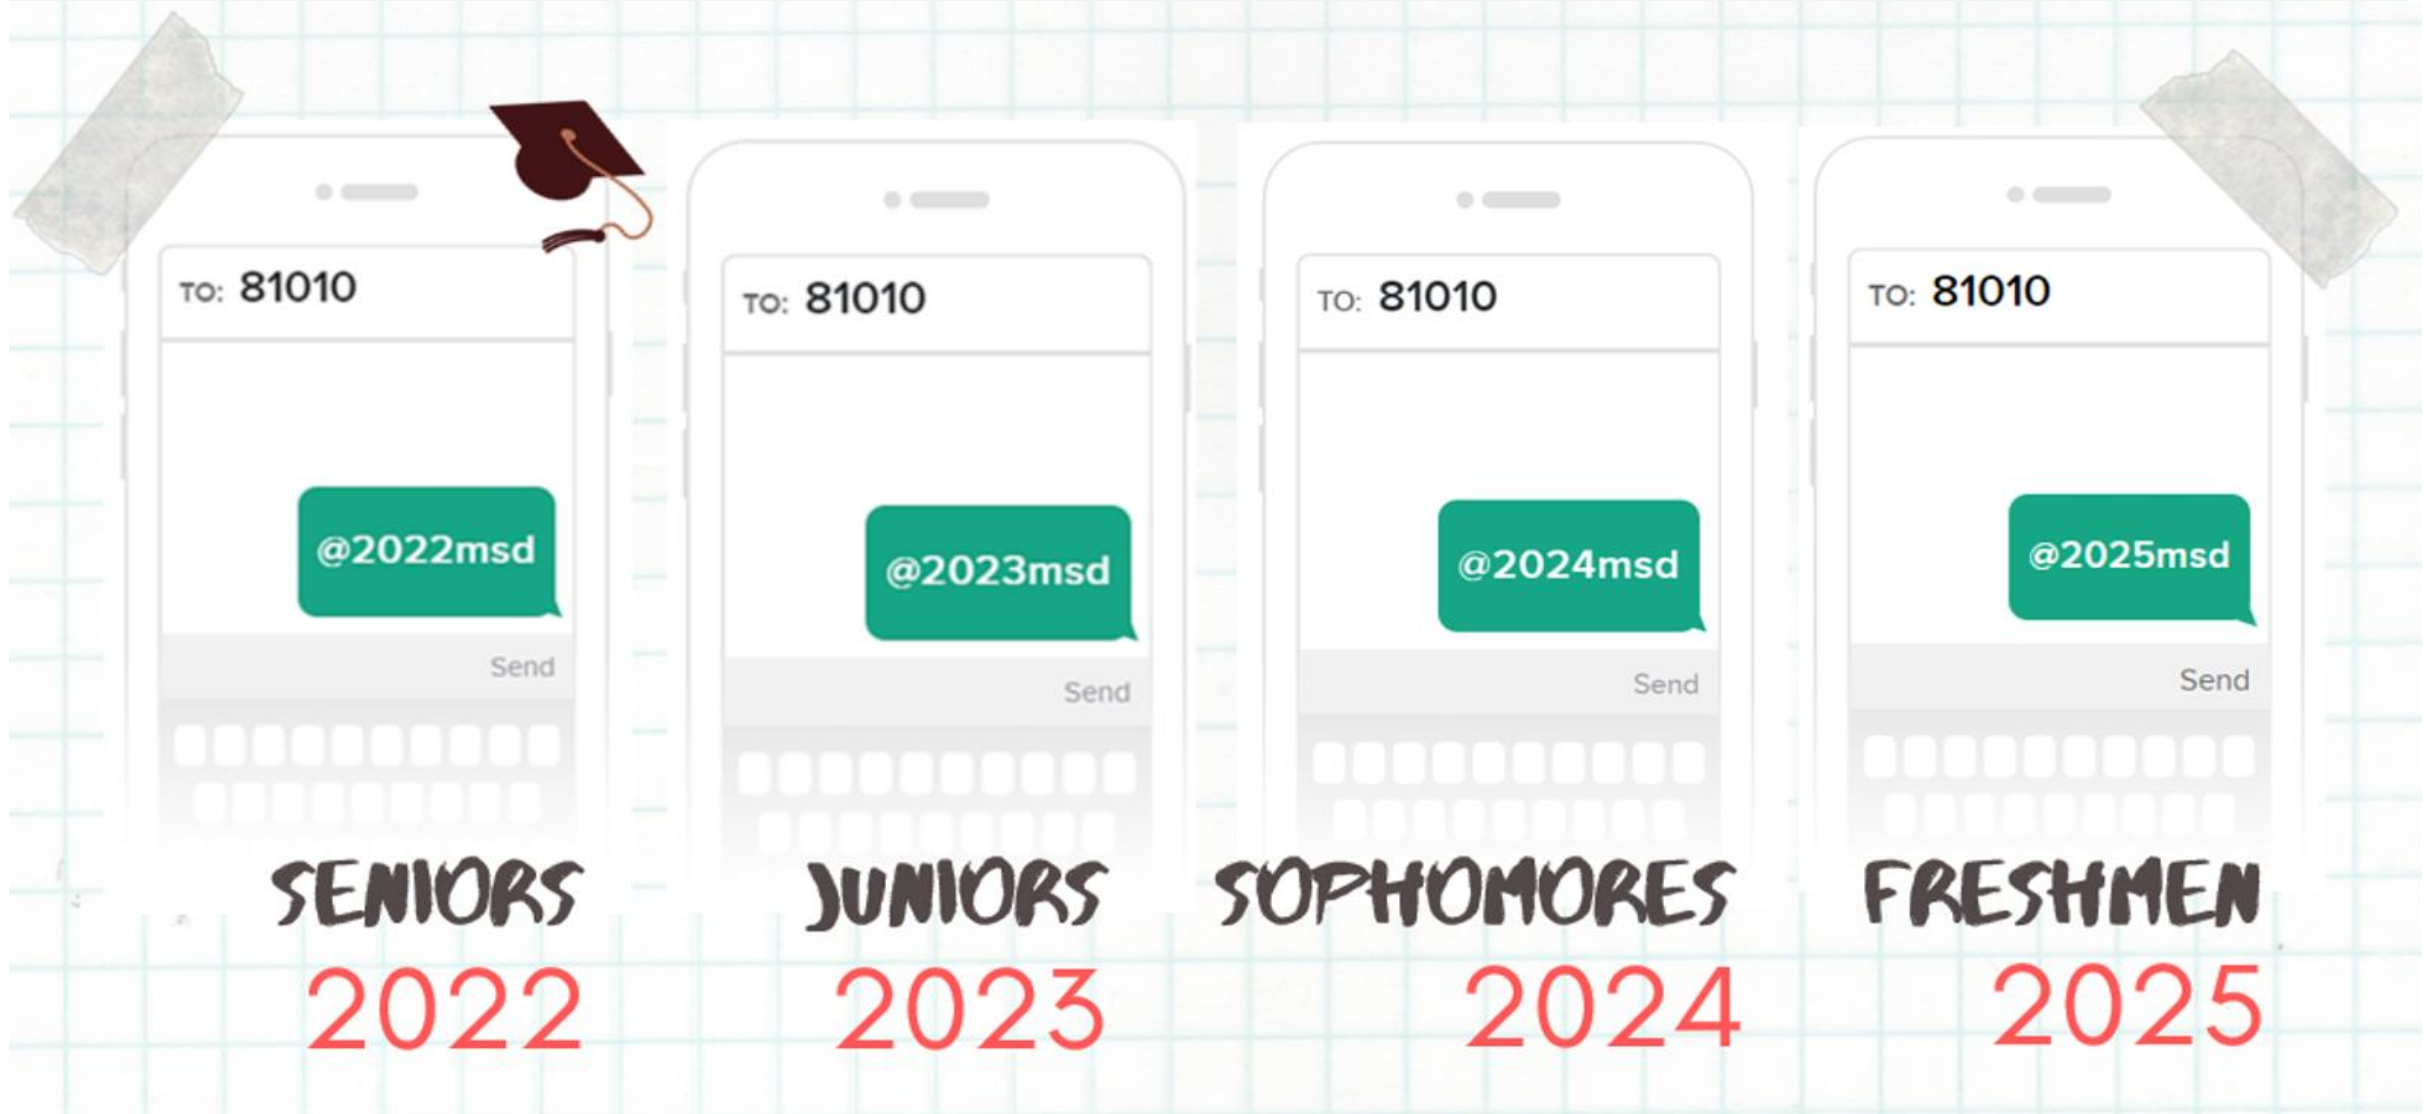 TO: 81010
@2022msd
Send
SENIORS
2022
TO: 81010
@2023msd
Send
JUNIORS
2023
TO: 81010
@2024msd
Send
SOPHOMORES
2024
TO: 81010
@2025msd
Send
FRESHMEN
2025